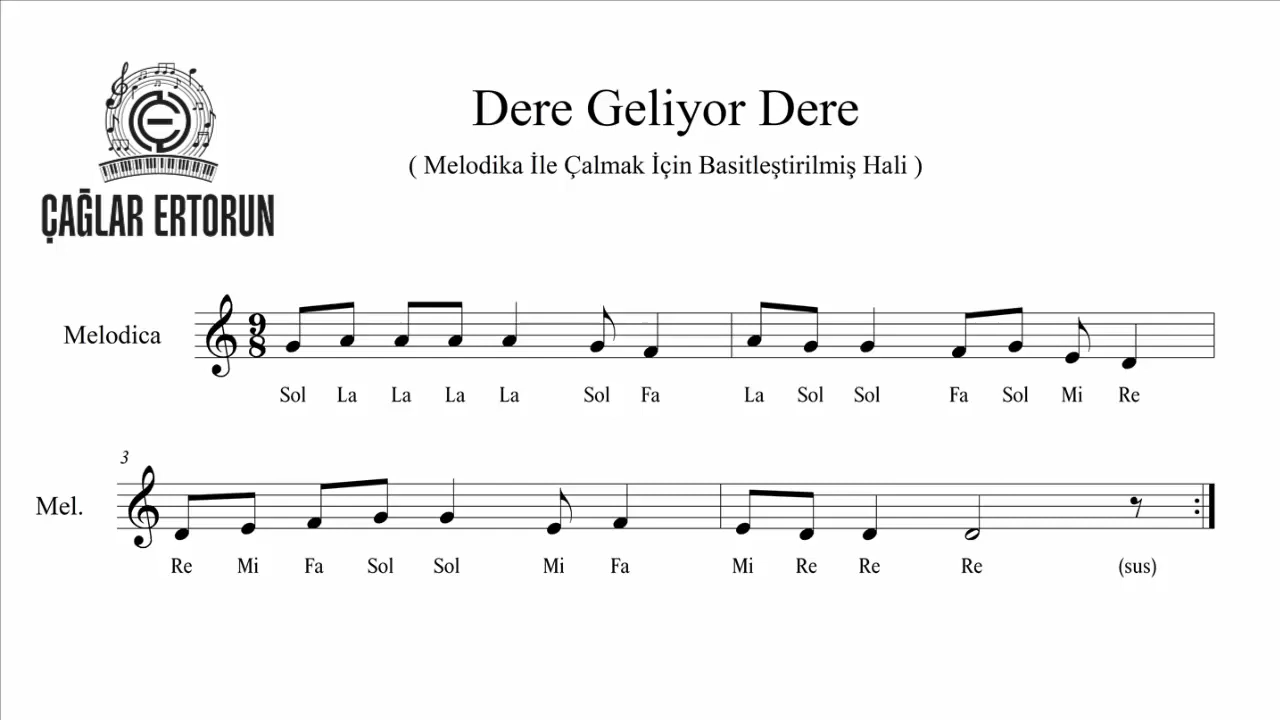 ÇAĞLAR ERTORUN
Dere Geliyor Dere
( Melodika İle Çalmak İçin Basitleştirilmiş Hali )
Melodica
9
8
Sol La La La La Sol Fa La Sol Sol Fa Sol Mi Re
3
Mel.
Re Mi Fa Sol Sol Mi Fa Mi Re Re Re (sus)